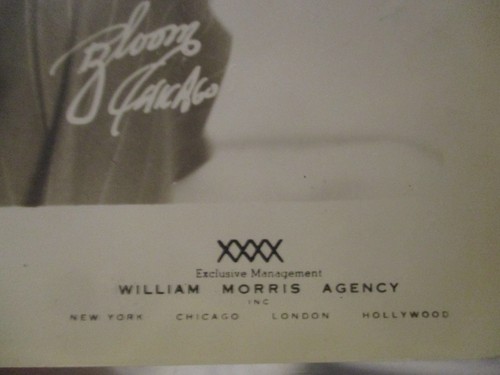 Bloom
Chicago
XXXX
Exclusive Management
WILLIAM MORRIS AGENCY
INC
NEW YORK CHICAGO LONDON HOLLYWOOD